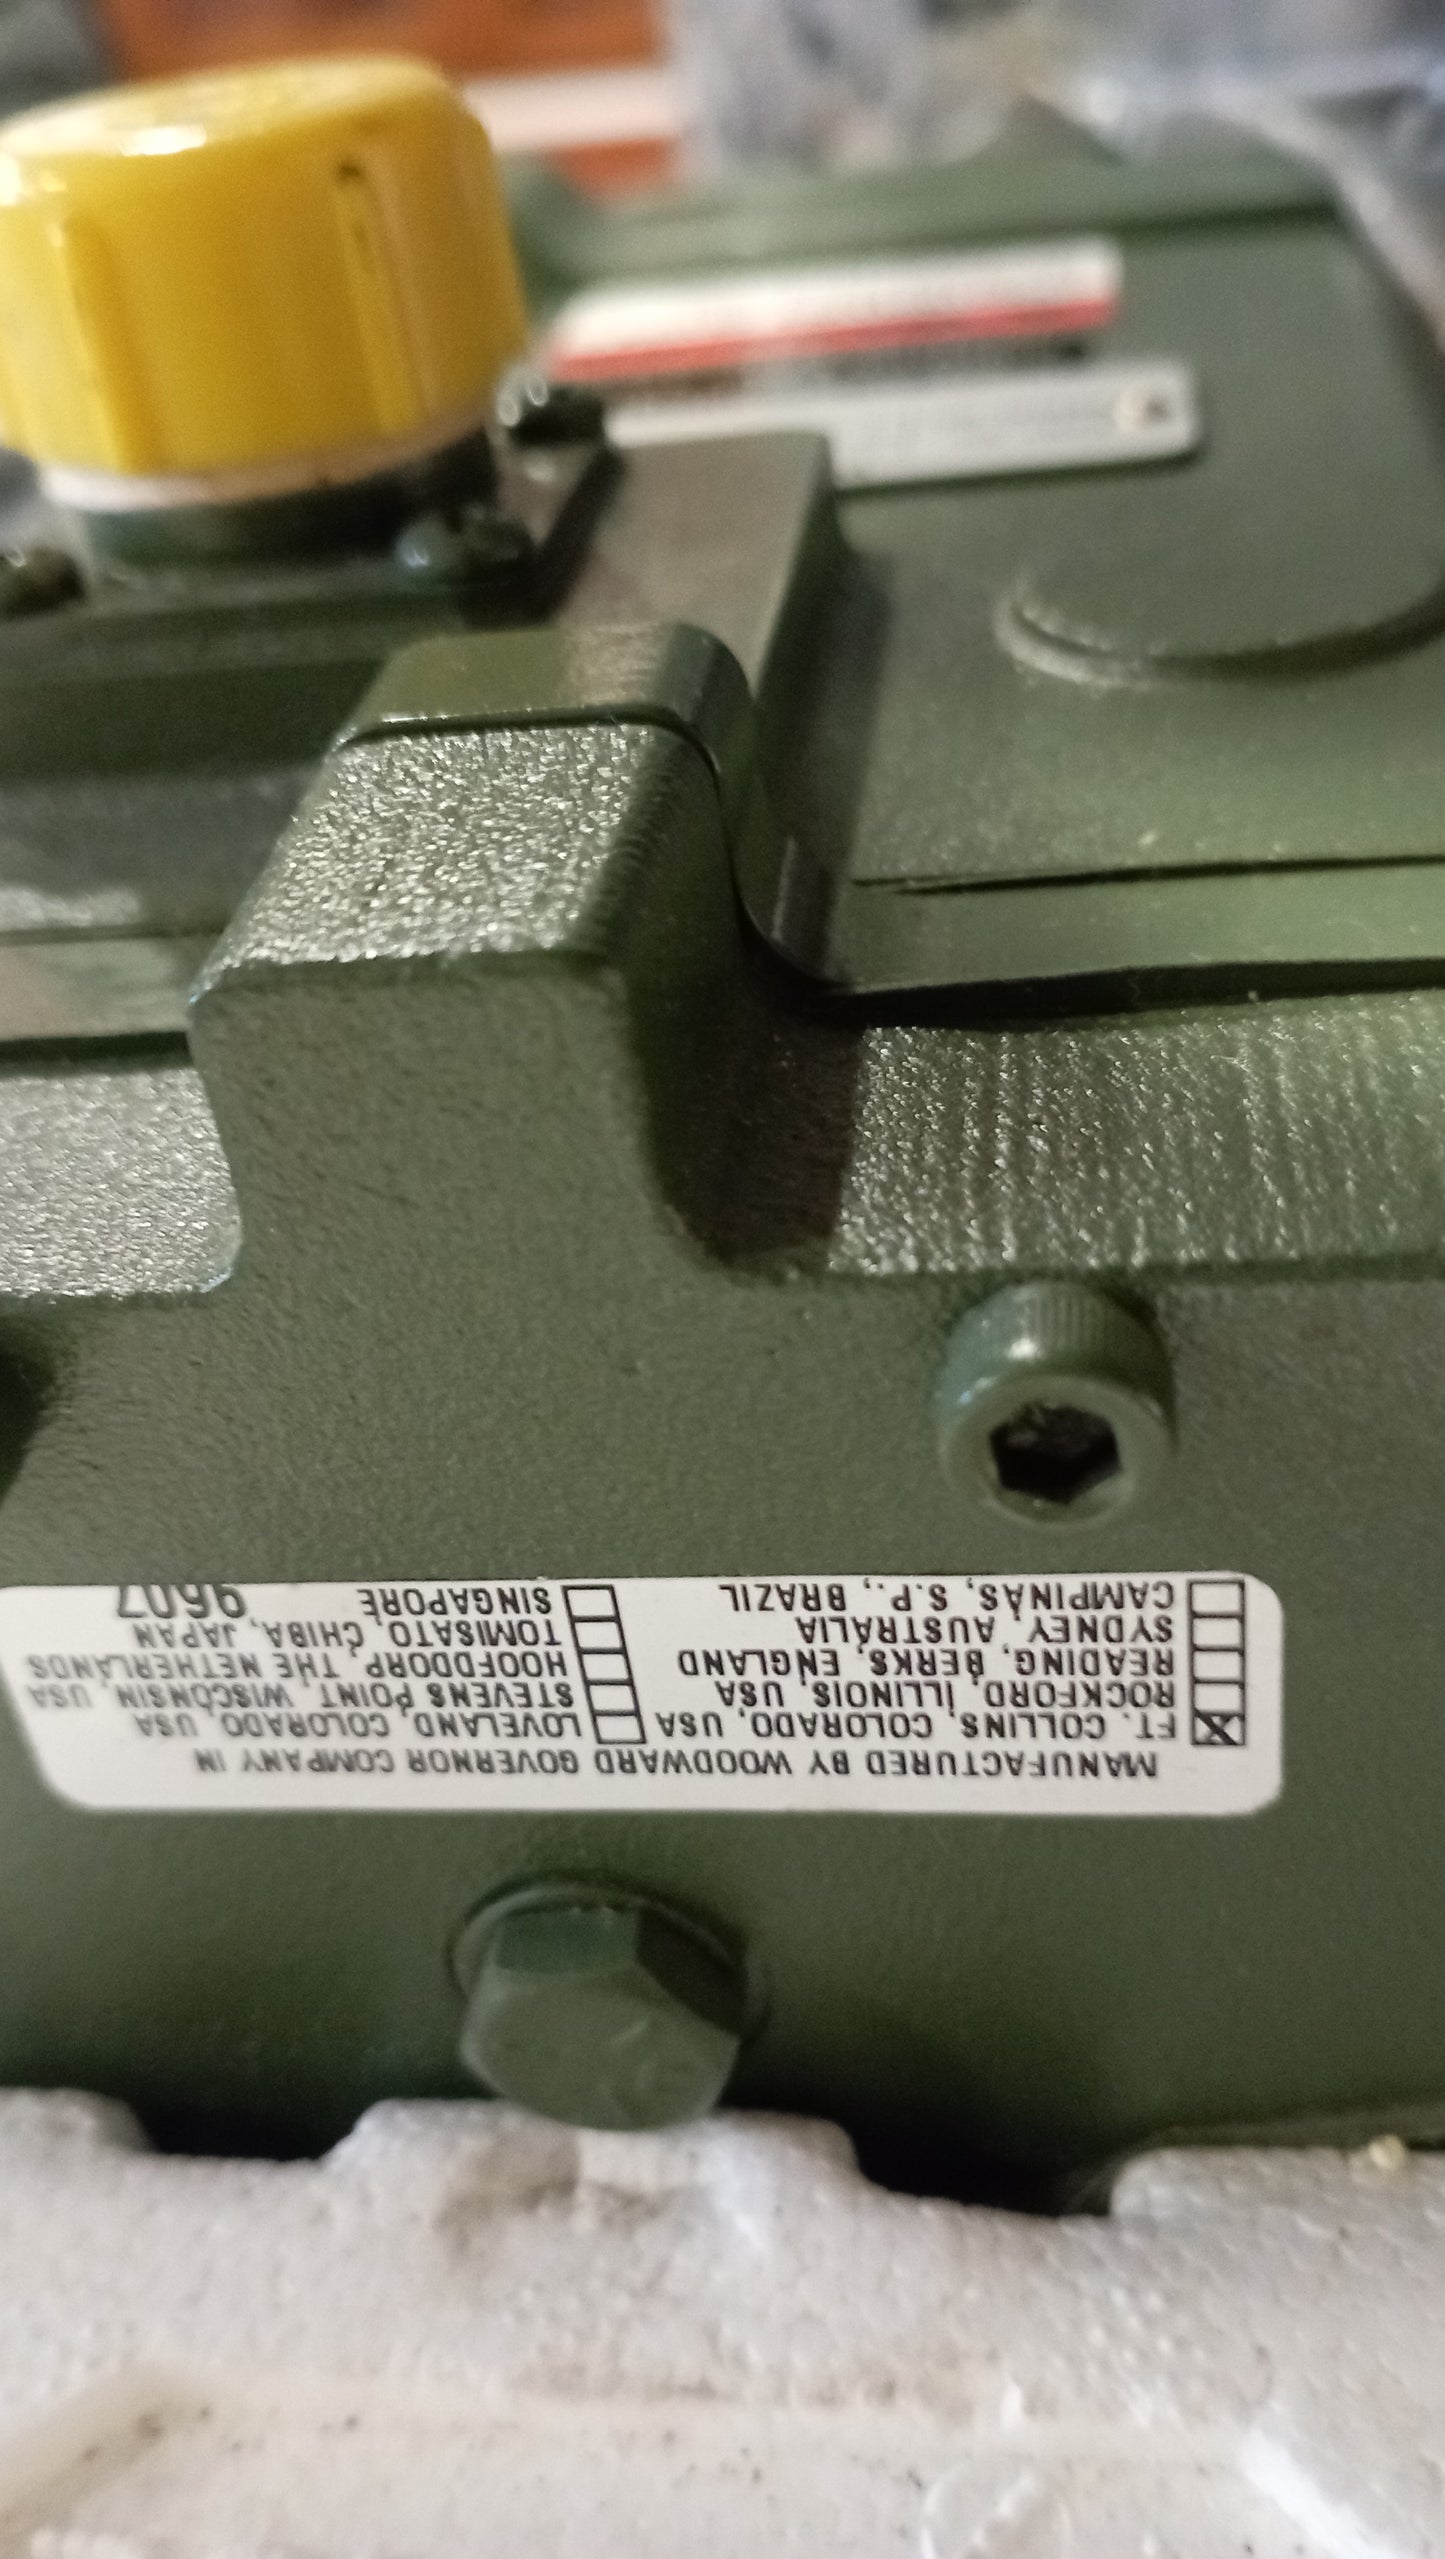 MANUFACTURED BY WOODWARD GOVERNOR COMPANY IN
FT. COLLINS, COLORADO, USA
LOVELAND, COLORADO, USA
ROCKFORD, ILLINOIS, USA
STEVENS POINT, WISCONSIN, USA
READING, BERKS, ENGLAND
HOOFDDORP, THE NETHERLANDS
SYDNEY, AUSTRALIA
TOMISATO, CHIBA, JAPAN
CAMPINAS, S.P., BRAZIL
SINGAPORE
9607